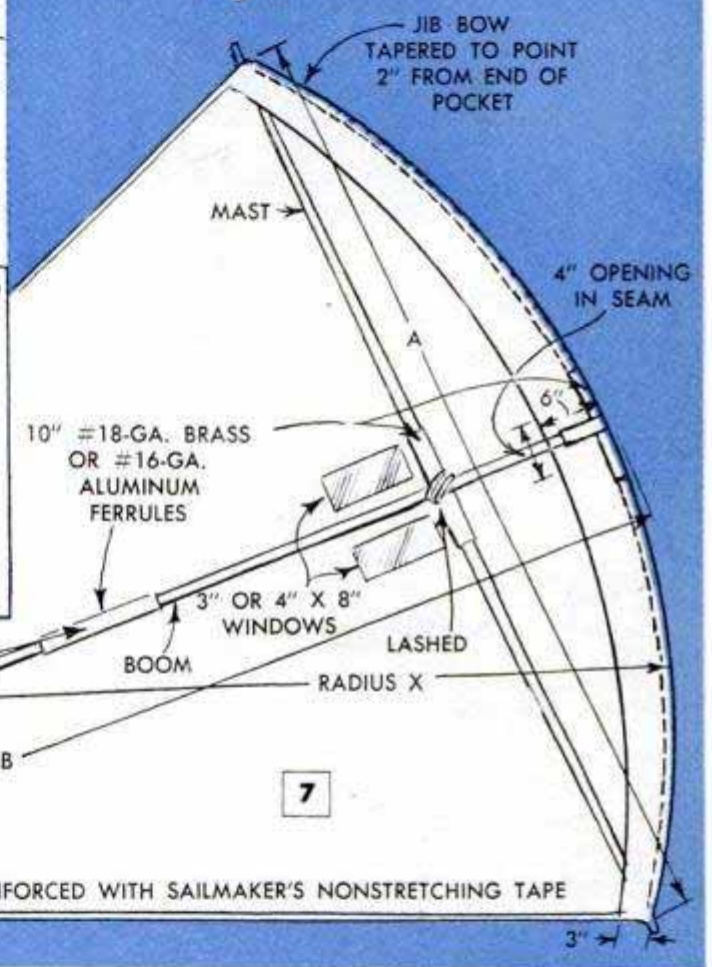 JIB BOW
TAPERED TO POINT
2" FROM END OF
POCKET
MAST
4" OPENING
IN SEAM
A
6"
10" #18-GA. BRASS
OR #16-GA.
ALUMINUM
FERRULES
3" OR 4" X 8"
WINDOWS
LASHED
BOOM
RADIUS X
B
7
NFORCED WITH SAILMAKER'S NONSTRETCHING TAPE
3"